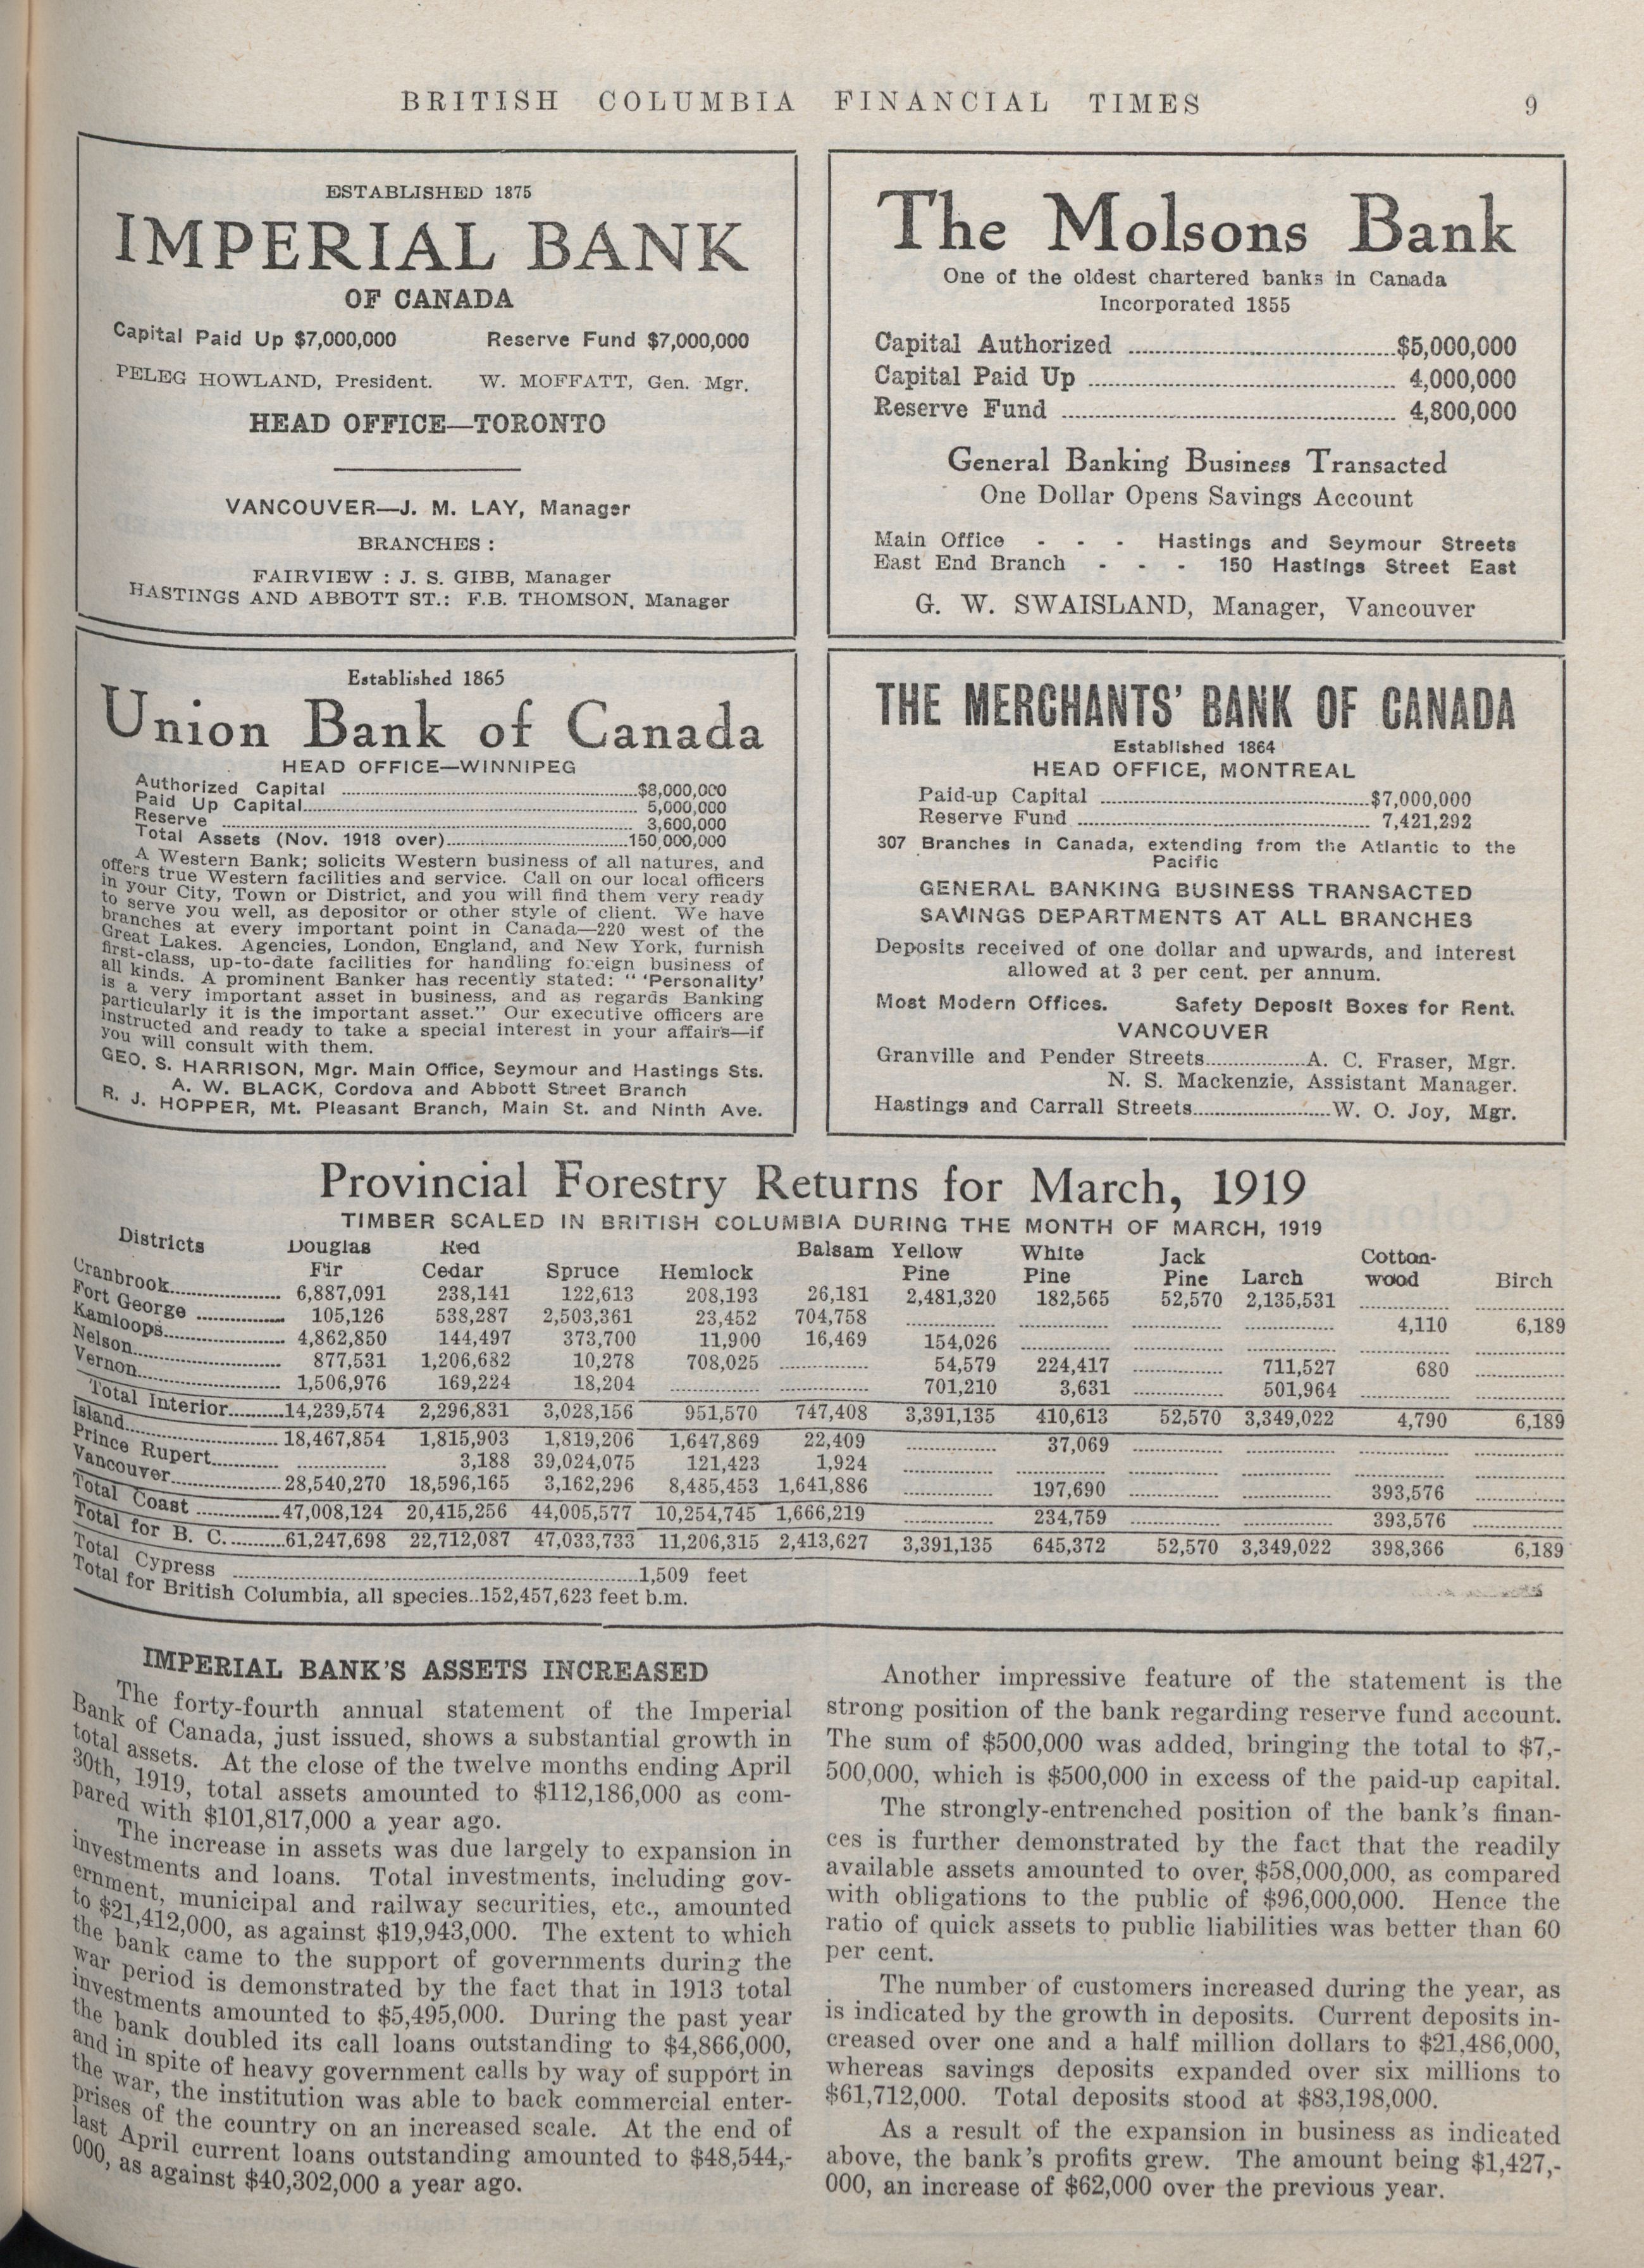 BRITISH COLUMBIA FINANCIAL TIMES 9
ESTABLISHED 1875
IMPERIAL BANK
OF CANADA
Capital Paid Up $7,000,000 Reserve Fund $7,000,000
PELEG HOWLAND, President. W. MOFFATT, Gen. Mgr.
HEAD OFFICE—TORONTO
VANCOUVER—J. M. LAY, Manager
BRANCHES :
FAIRVIEW : J. S. GIBB, Manager
HASTINGS AND ABBOTT ST.: F.B. THOMSON, Manager
The Molsons Bank
One of the oldest chartered banks in Canada
Incorporated 1855
Capital Authorized ........ $5,000,000
Capital Paid Up ........ 4,000,000
Reserve Fund ........ 4,800,000
General Banking Business Transacted
One Dollar Opens Savings Account
Main Office - - - Hastings and Seymour Streets
East End Branch - - - 150 Hastings Street East
G. W. SWAISLAND, Manager, Vancouver
Established 1865
Union Bank of Canada
HEAD OFFICE—WINNIPEG
Authorized Capital ........ $8,000,000
Paid Up Capital........ 5,000,000
Reserve ........ 3,600,000
Total Assets (Nov. 1918 over)........150,000,000
A Western Bank; solicits Western business of all natures, and
offers true Western facilities and service. Call on our local officers
in your City, Town or District, and you will find them very ready
to serve you well, as depositor or other style of client. We have
branches at every important point in Canada—220 west of the
Great Lakes. Agencies, London, England, and New York, furnish
first-class, up-to-date facilities for handling foreign business of
all kinds. A prominent Banker has recently stated: " 'Personality'
is a very important asset in business, and as regards Banking
particularly it is the important asset." Our executive officers are
instructed and ready to take a special interest in your affairs—if
you will consult with them.
GEO. S. HARRISON, Mgr. Main Office, Seymour and Hastings Sts.
A. W. BLACK, Cordova and Abbott Street Branch
R. J. HOPPER, Mt. Pleasant Branch, Main St. and Ninth Ave.
THE MERCHANTS' BANK OF CANADA
Established 1864
HEAD OFFICE, MONTREAL
Paid-up Capital ........ $7,000,000
Reserve Fund ........ 7,421,292
307 Branches in Canada, extending from the Atlantic to the
Pacific
GENERAL BANKING BUSINESS TRANSACTED
SAVINGS DEPARTMENTS AT ALL BRANCHES
Deposits received of one dollar and upwards, and interest
allowed at 3 per cent. per annum.
Most Modern Offices. Safety Deposit Boxes for Rent.
VANCOUVER
Granville and Pender Streets........A. C. Fraser, Mgr.
N. S. Mackenzie, Assistant Manager.
Hastings and Carrall Streets........W. O. Joy, Mgr.
Provincial Forestry Returns for March, 1919
TIMBER SCALED IN BRITISH COLUMBIA DURING THE MONTH OF MARCH, 1919
Districts Douglas Red Balsam Yellow White Jack Cotton-
Fir Cedar Spruce Hemlock Pine Pine Pine Larch wood Birch
Cranbrook........ 6,887,091 238,141 122,613 208,193 26,181 2,481,320 182,565 52,570 2,135,531 ........ ........
Fort George ........ 105,126 538,287 2,503,361 23,452 704,758 ........ ........ ........ ........ 4,110 6,189
Kamloops........ 4,862,850 144,497 373,700 11,900 16,469 154,026 ........ ........ ........ ........ ........
Nelson........ 877,531 1,206,682 10,278 708,025 ........ 54,579 224,417 ........ 711,527 680 ........
Vernon........ 1,506,976 169,224 18,204 ........ ........ 701,210 3,631 ........ 501,964 ........ ........
Total Interior........14,239,574 2,296,831 3,028,156 951,570 747,408 3,391,135 410,613 52,570 3,349,022 4,790 6,189
Island........ 18,467,854 1,815,903 1,819,206 1,647,869 22,409 ........ 37,069 ........ ........ ........ ........
Prince Rupert........ ........ 3,188 39,024,075 121,423 1,924 ........ ........ ........ ........ ........ ........
Vancouver........28,540,270 18,596,165 3,162,296 8,485,453 1,641,886 ........ 197,690 ........ ........ 393,576 ........
Total Coast ........47,008,124 20,415,256 44,005,577 10,254,745 1,666,219 ........ 234,759 ........ ........ 393,576 ........
Total for B. C.........61,247,698 22,712,087 47,033,733 11,206,315 2,413,627 3,391,135 645,372 52,570 3,349,022 398,366 6,189
Total Cypress ........1,509 feet
Total for British Columbia, all species..152,457,623 feet b.m.
IMPERIAL BANK'S ASSETS INCREASED
The forty-fourth annual statement of the Imperial
Bank of Canada, just issued, shows a substantial growth in
total assets. At the close of the twelve months ending April
30th, 1919, total assets amounted to $112,186,000 as com-
pared with $101,817,000 a year ago.
The increase in assets was due largely to expansion in
investments and loans. Total investments, including gov-
ernment, municipal and railway securities, etc., amounted
to $21,412,000, as against $19,943,000. The extent to which
the bank came to the support of governments during the
war period is demonstrated by the fact that in 1913 total
investments amounted to $5,495,000. During the past year
the bank doubled its call loans outstanding to $4,866,000,
and in spite of heavy government calls by way of support in
the war, the institution was able to back commercial enter-
prises of the country on an increased scale. At the end of
last April current loans outstanding amounted to $48,544,-
000, as against $40,302,000 a year ago.
Another impressive feature of the statement is the
strong position of the bank regarding reserve fund account.
The sum of $500,000 was added, bringing the total to $7,-
500,000, which is $500,000 in excess of the paid-up capital.
The strongly-entrenched position of the bank's finan-
ces is further demonstrated by the fact that the readily
available assets amounted to over $58,000,000, as compared
with obligations to the public of $96,000,000. Hence the
ratio of quick assets to public liabilities was better than 60
per cent.
The number of customers increased during the year, as
is indicated by the growth in deposits. Current deposits in-
creased over one and a half million dollars to $21,486,000,
whereas savings deposits expanded over six millions to
$61,712,000. Total deposits stood at $83,198,000.
As a result of the expansion in business as indicated
above, the bank's profits grew. The amount being $1,427,-
000, an increase of $62,000 over the previous year.